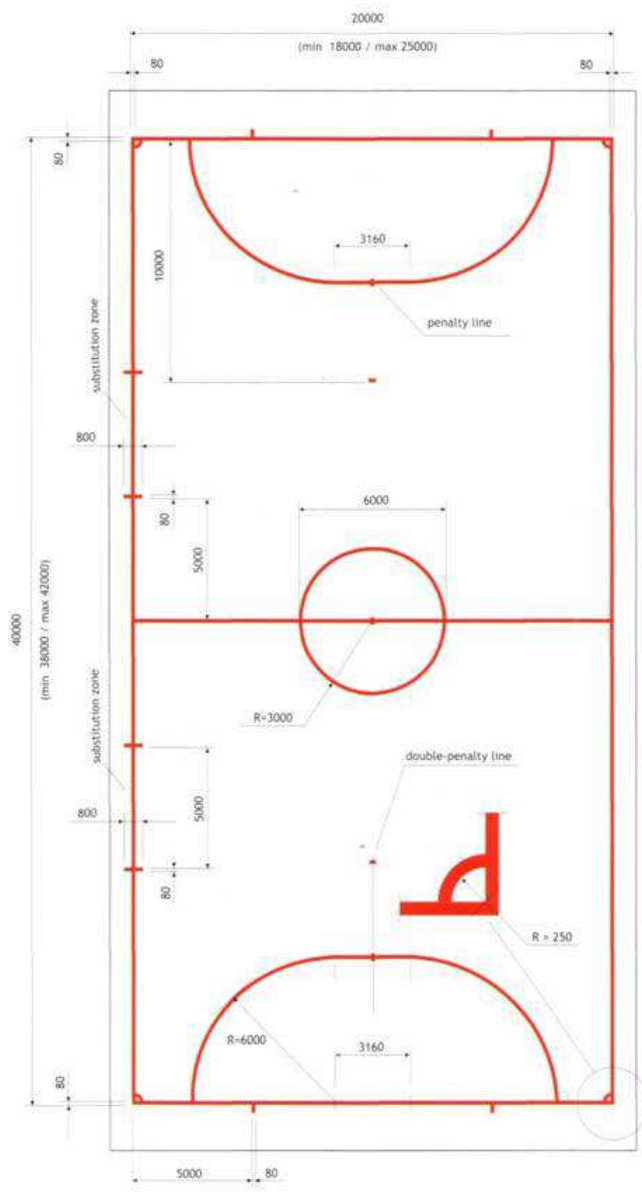 20000
(min 18000 / max 25000)
80
80
80
3160
10000
penalty line
substitution zone
800
6000
80
5000
40000
(min 38000 / max 42000)
R=3000
substitution zone
double-penalty line
5000
800
80
R = 250
R=6000
3160
80
5000
80